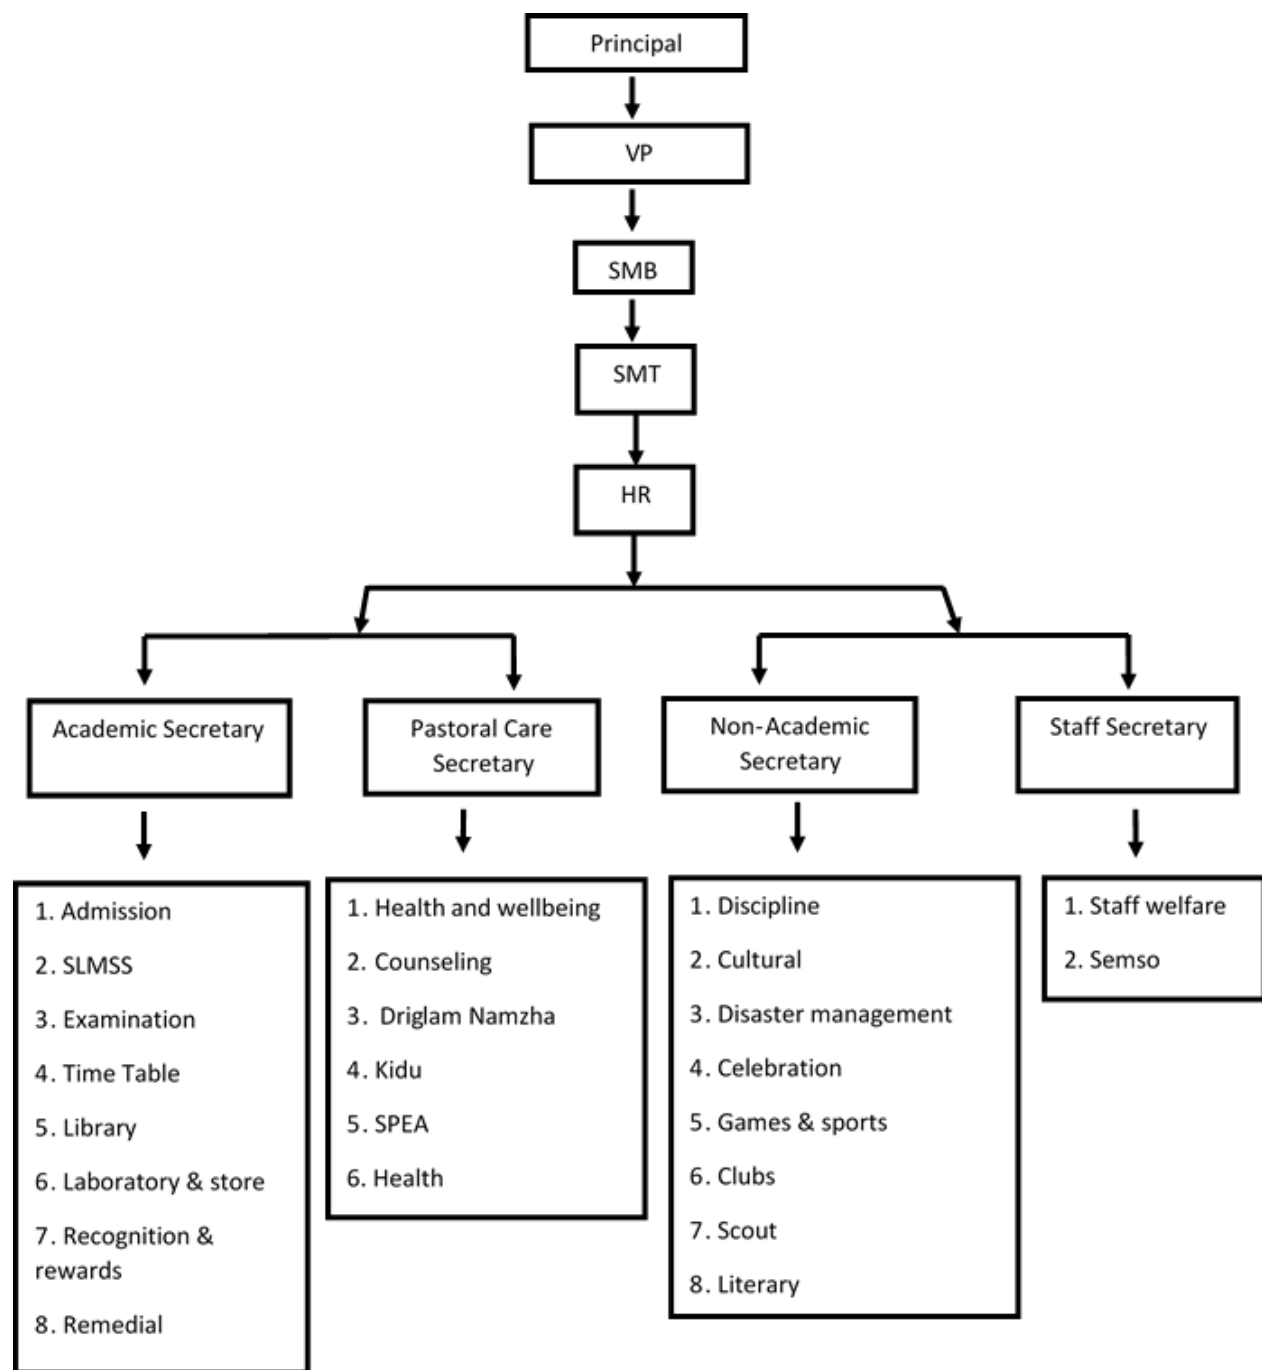 Principal
VP
SMB
SMT
HR
Academic Secretary
Pastoral Care
Secretary
Non-Academic
Secretary
Staff Secretary
1. Admission
2. SLMSS
3. Examination
4. Time Table
5. Library
6. Laboratory & store
7. Recognition &
rewards
8. Remedial
1. Health and wellbeing
2. Counseling
3. Driglam Namzha
4. Kidu
5. SPEA
6. Health
1. Discipline
2. Cultural
3. Disaster management
4. Celebration
5. Games & sports
6. Clubs
7. Scout
8. Literary
1. Staff welfare
2. Semso